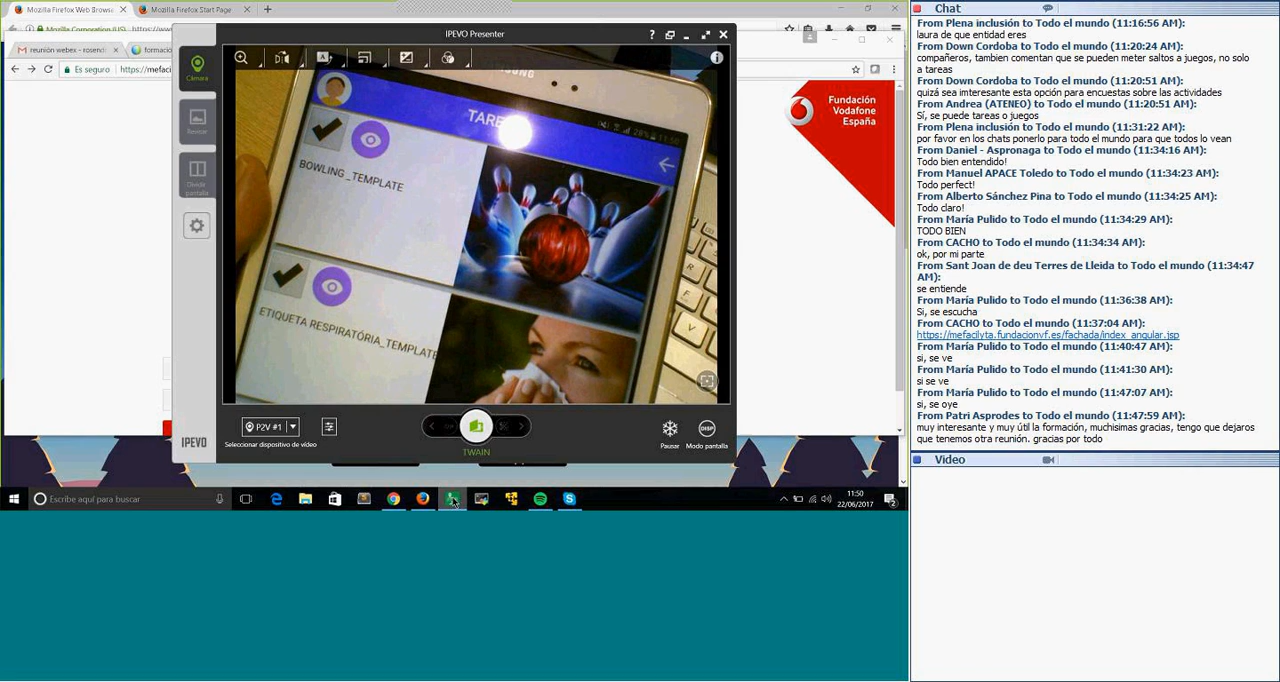 Mozilla Firefox Web Brows
Mozilla Firefox Start Page
Mozilla Corporation (US)
https://www
reunión webex - rosend
formacio
Es seguro
https://mefaci
IPEVO Presenter
Cámara
Revisar
Dividir pantalla
SAMSUNG
28%
11:50
BOWLING_TEMPLATE
ETIQUETA RESPIRATÓRIA_TEMPLATE
V
N
Fundación
Vodafone
España
IPEVO
P2V #1
Seleccionar dispositivo de vídeo
TWAIN
Pausar
DISP
Modo pantalla
Escribe aquí para buscar
11:50
22/06/2017
2
Chat
From Plena inclusión to Todo el mundo (11:16:56 AM):
laura de que entidad eres
From Down Cordoba to Todo el mundo (11:20:24 AM):
compañeros, tambien comentan que se pueden meter saltos a juegos, no solo
a tareas
From Down Cordoba to Todo el mundo (11:20:51 AM):
quizá sea interesante esta opción para encuestas sobre las actividades
From Andrea (ATENEO) to Todo el mundo (11:20:51 AM):
Sí, se puede tareas o juegos
From Plena inclusión to Todo el mundo (11:31:22 AM):
por favor en los chats ponerlo para todo el mundo para que todos lo vean
From Daniel - Aspronaga to Todo el mundo (11:34:16 AM):
Todo bien entendido!
From Manuel APACE Toledo to Todo el mundo (11:34:23 AM):
Todo perfect!
From Alberto Sánchez Pina to Todo el mundo (11:34:25 AM):
Todo claro!
From María Pulido to Todo el mundo (11:34:29 AM):
TODO BIEN
From CACHO to Todo el mundo (11:34:34 AM):
ok, por mi parte
From Sant Joan de deu Terres de Lleida to Todo el mundo (11:34:47
AM):
se entiende
From María Pulido to Todo el mundo (11:36:38 AM):
Si, se escucha
From CACHO to Todo el mundo (11:37:04 AM):
https://mefacilyta.fundacionvf.es/fachada/index_angular.jsp
From María Pulido to Todo el mundo (11:40:47 AM):
si, se ve
From María Pulido to Todo el mundo (11:41:30 AM):
si se ve
From María Pulido to Todo el mundo (11:47:07 AM):
si, se oye
From Patri Asprodes to Todo el mundo (11:47:59 AM):
muy interesante y muy útil la formación, muchisimas gracias, tengo que dejaros
que tenemos otra reunión. gracias por todo
Video